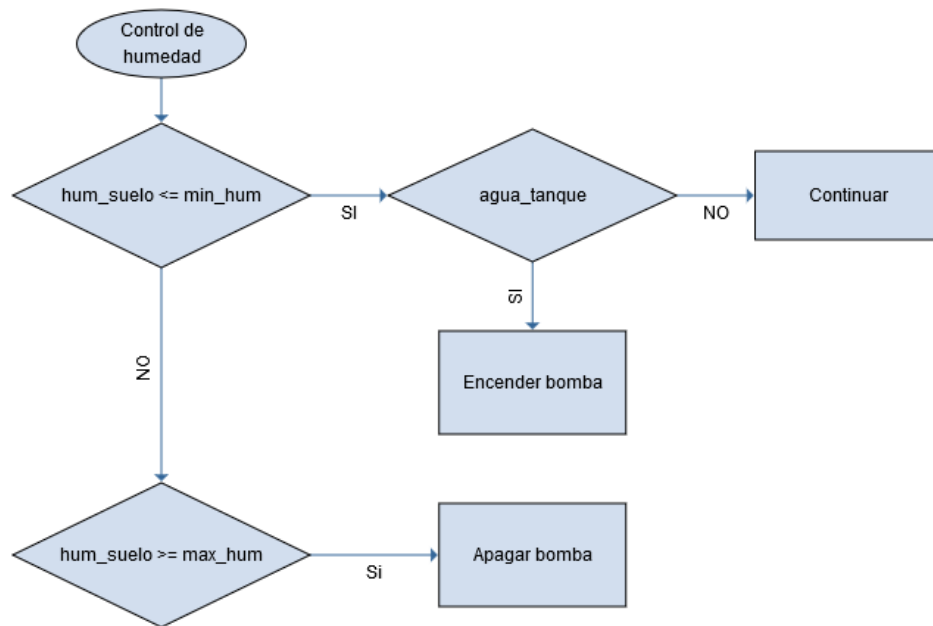 Control de
humedad
hum_suelo <= min_hum
SI
agua_tanque
NO
Continuar
SI
Encender bomba
NO
hum_suelo >= max_hum
Si
Apagar bomba